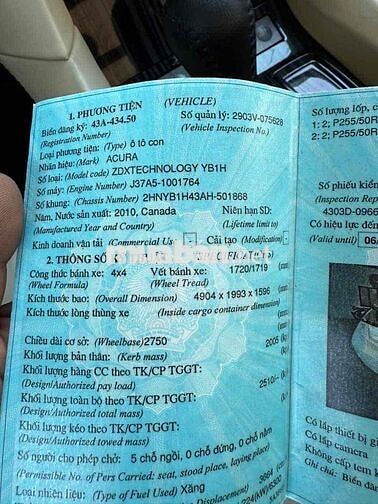 1. PHƯƠNG TIỆN (VEHICLE)
Biển đăng ký: 43A-434.50 Số quản lý: 2903V-075628
(Registration Number) (Vehicle Inspection No.)
Loại phương tiện: (Type) ô tô con
Nhãn hiệu: (Mark) ACURA
Số loại: (Model code) ZDXTECHNOLOGY YB1H
Số máy: (Engine Number) J37A5-1001764
Số khung: (Chassis Number) 2HNYB1H43AH-501868
Năm, Nước sản xuất: 2010, Canada Niên hạn SD:
(Manufactured Year and Country) (Lifetime limit to)
Kinh doanh vận tải (Commercial Use) - Cải tạo (Modification) -
2. THÔNG SỐ
Công thức bánh xe: 4x4 Vết bánh xe: 1720/1719 (mm)
(Wheel Formula) (Wheel Tread)
Kích thước bao: (Overall Dimension) 4904 x 1993 x 1596 (mm)
Kích thước lòng thùng xe (Inside cargo container dimension)
(mm)
Chiều dài cơ sở: (Wheelbase) 2750 (mm)
Khối lượng bản thân: (Kerb mass) 2005 (kg)
Khối lượng hàng CC theo TK/CP TGGT:
(Design/Authorized pay load)
Khối lượng toàn bộ theo TK/CP TGGT: 2510/-
(Design/Authorized total mass)
Khối lượng kéo theo TK/CP TGGT:
(Design/Authorized towed mass)
Số người cho phép chở: 5 chỗ ngồi, 0 chỗ đứng, 0 chỗ nằm
(Permissible No. of Pers Carried: seat, stood place, laying place)
Loại nhiên liệu: (Type of Fuel Used) Xăng
Số lượng lốp, c
1; 2; P255/50R
2; 2; P255/50R
Số phiếu kiểm
(Inspection Rep
4303D-0966
Có hiệu lực đến
(Valid until) 06/
Có lắp thiết bị gi
Có lắp camera
Không cấp tem k
Ghi chú: Biển đă